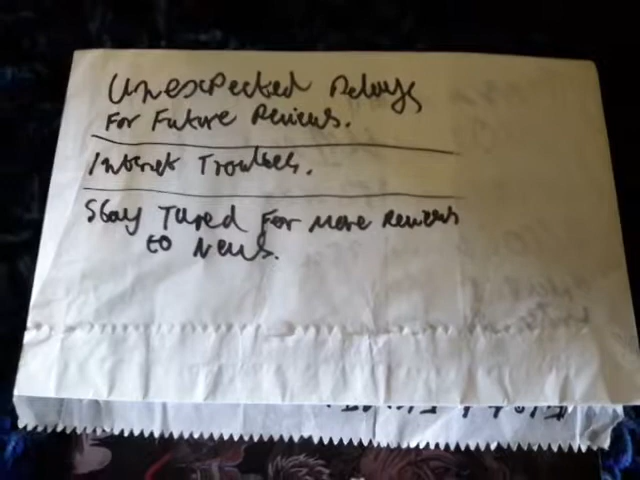 Unexpected Delays
For Future Reviews.
Internet Troubles.
Stay Tuned For More Reviews
to News.